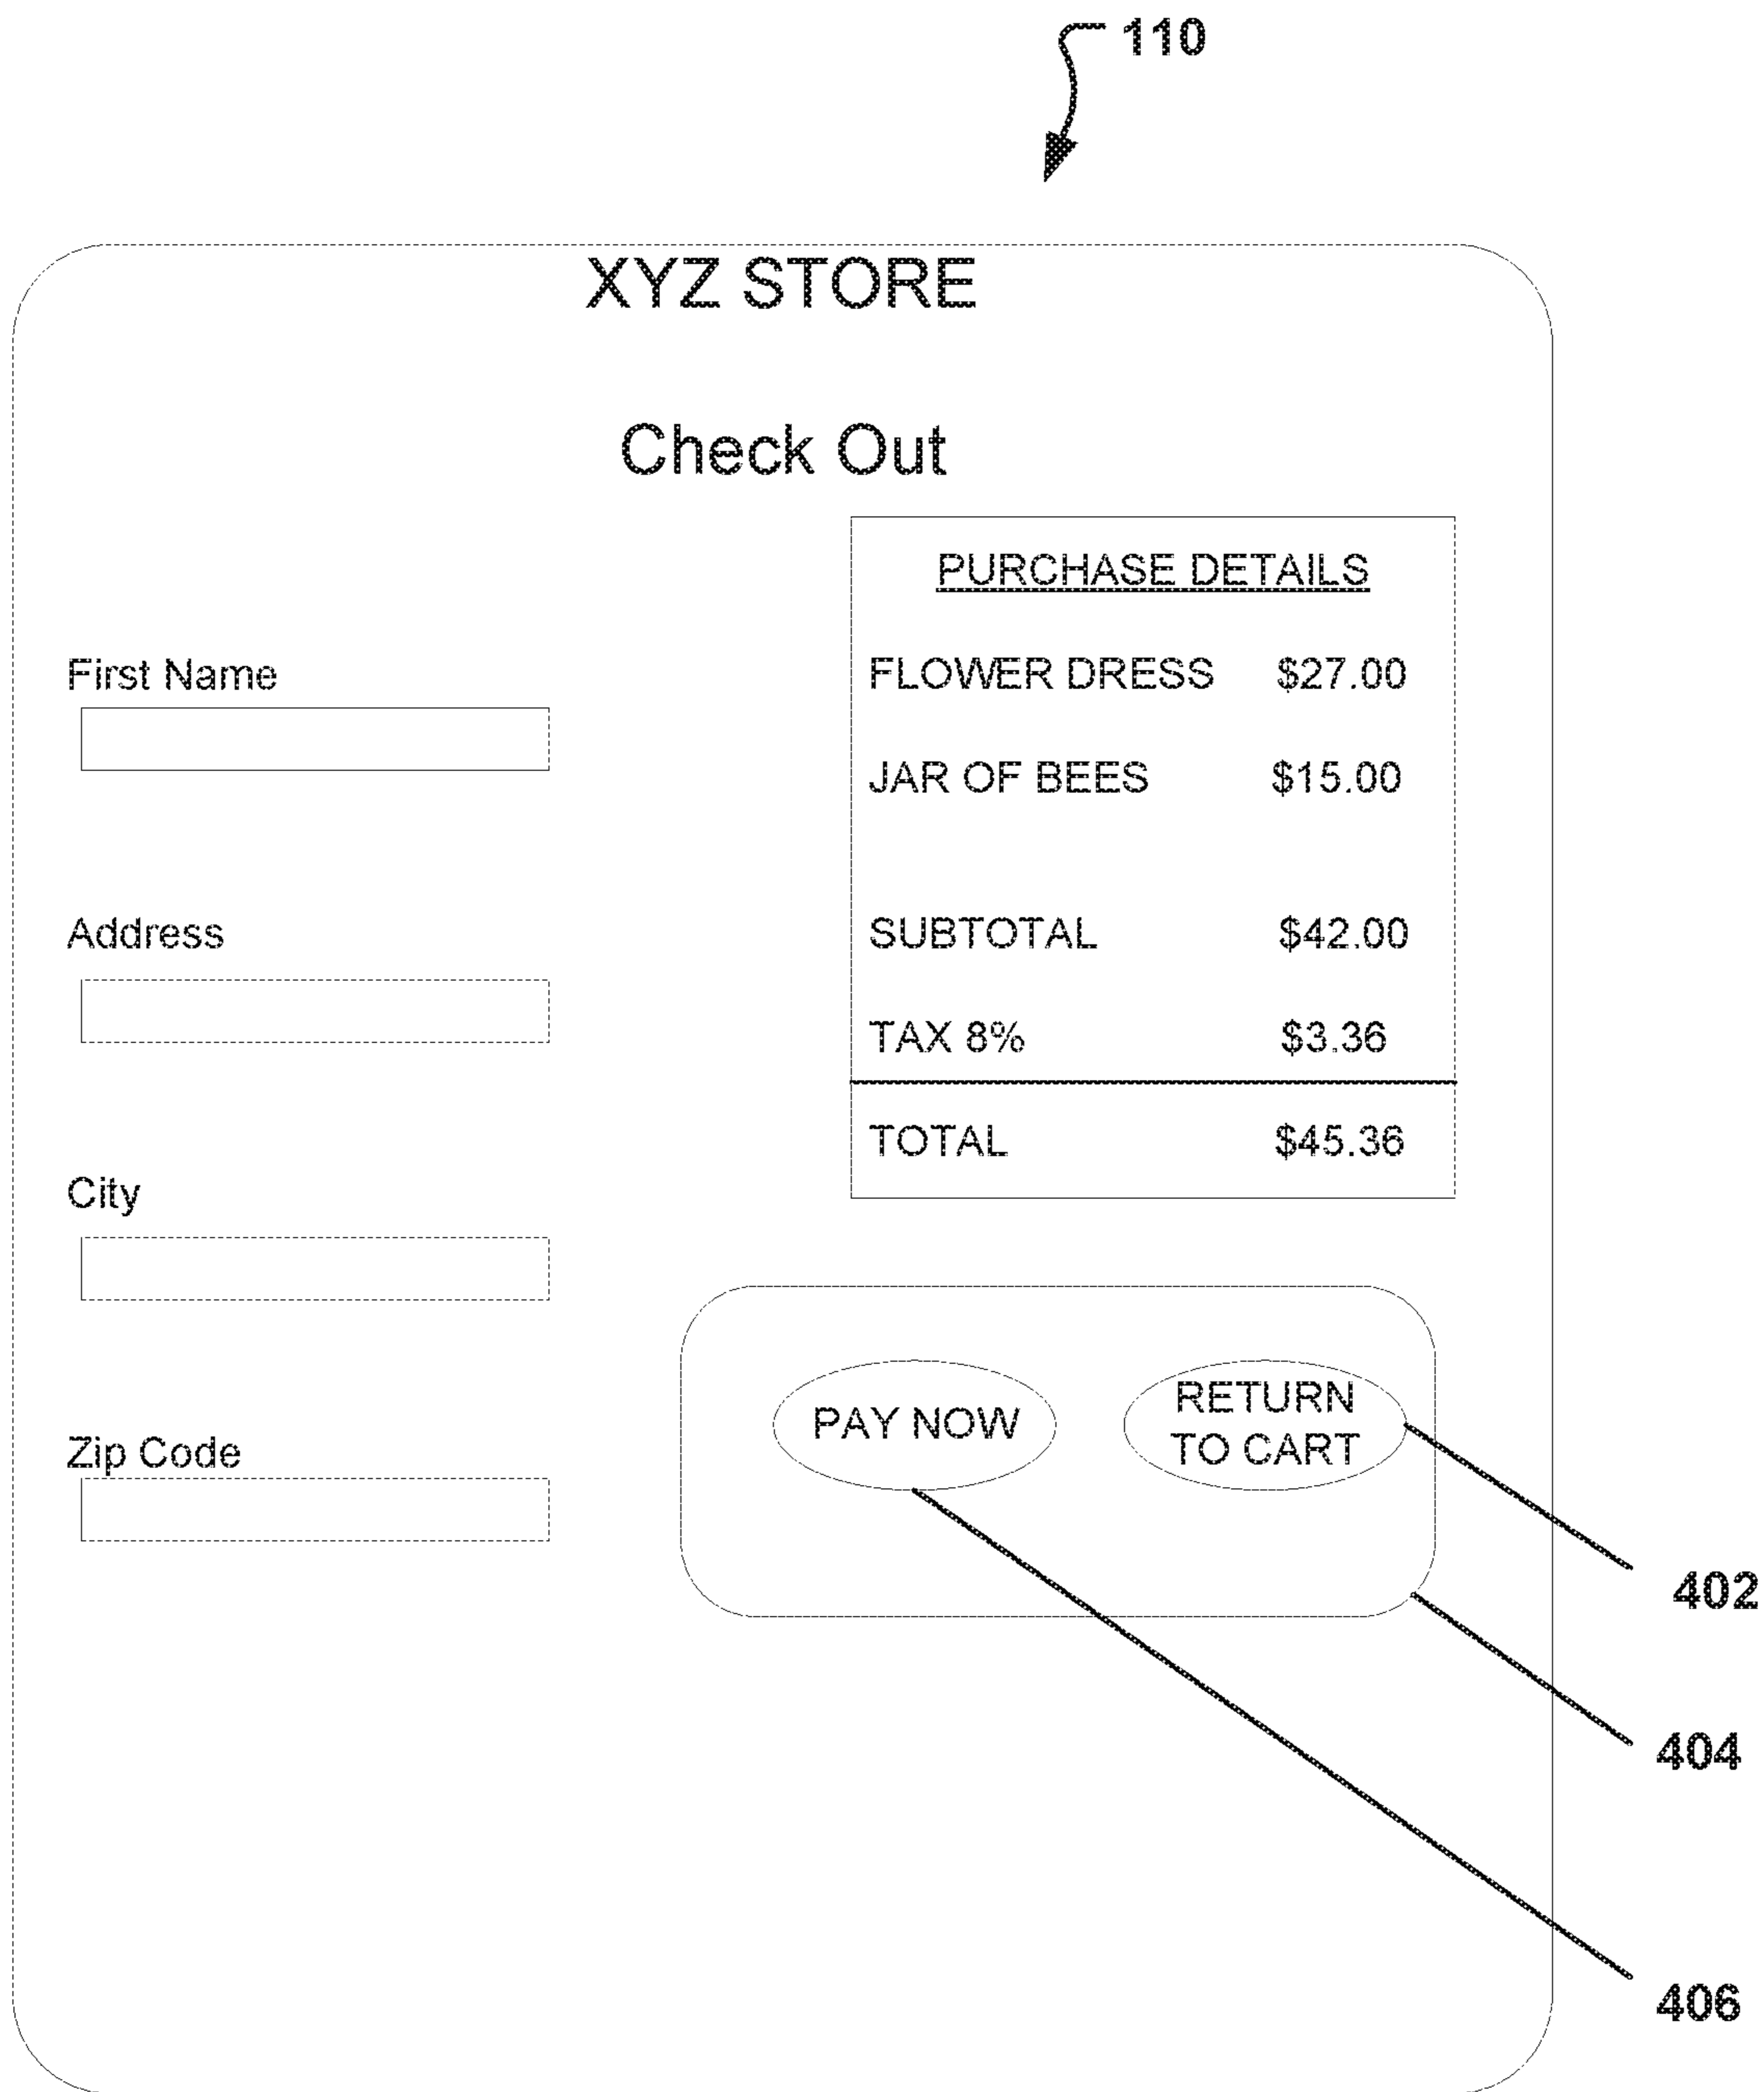 110
XYZ STORE
Check Out
First Name
Address
City
Zip Code
PURCHASE DETAILS
FLOWER DRESS $27.00
JAR OF BEES $15.00
SUBTOTAL $42.00
TAX 8% $3.36
TOTAL $45.36
PAY NOW
RETURN
TO CART
402
404
406